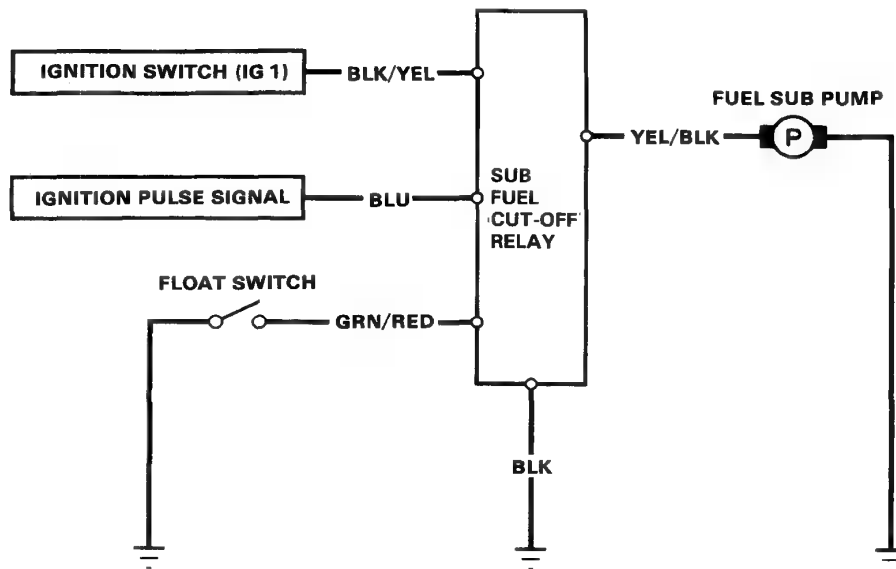 IGNITION SWITCH (IG 1)
BLK/YEL
FUEL SUB PUMP
YEL/BLK
P
IGNITION PULSE SIGNAL
BLU
SUB
FUEL
CUT-OFF
RELAY
FLOAT SWITCH
GRN/RED
BLK